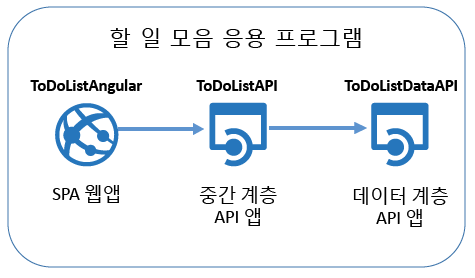 할 일 모음 응용 프로그램
ToDoListAngular
ToDoListAPI
ToDoListDataAPI
SPA 웹앱
중간 계층
API 앱
데이터 계층
API 앱